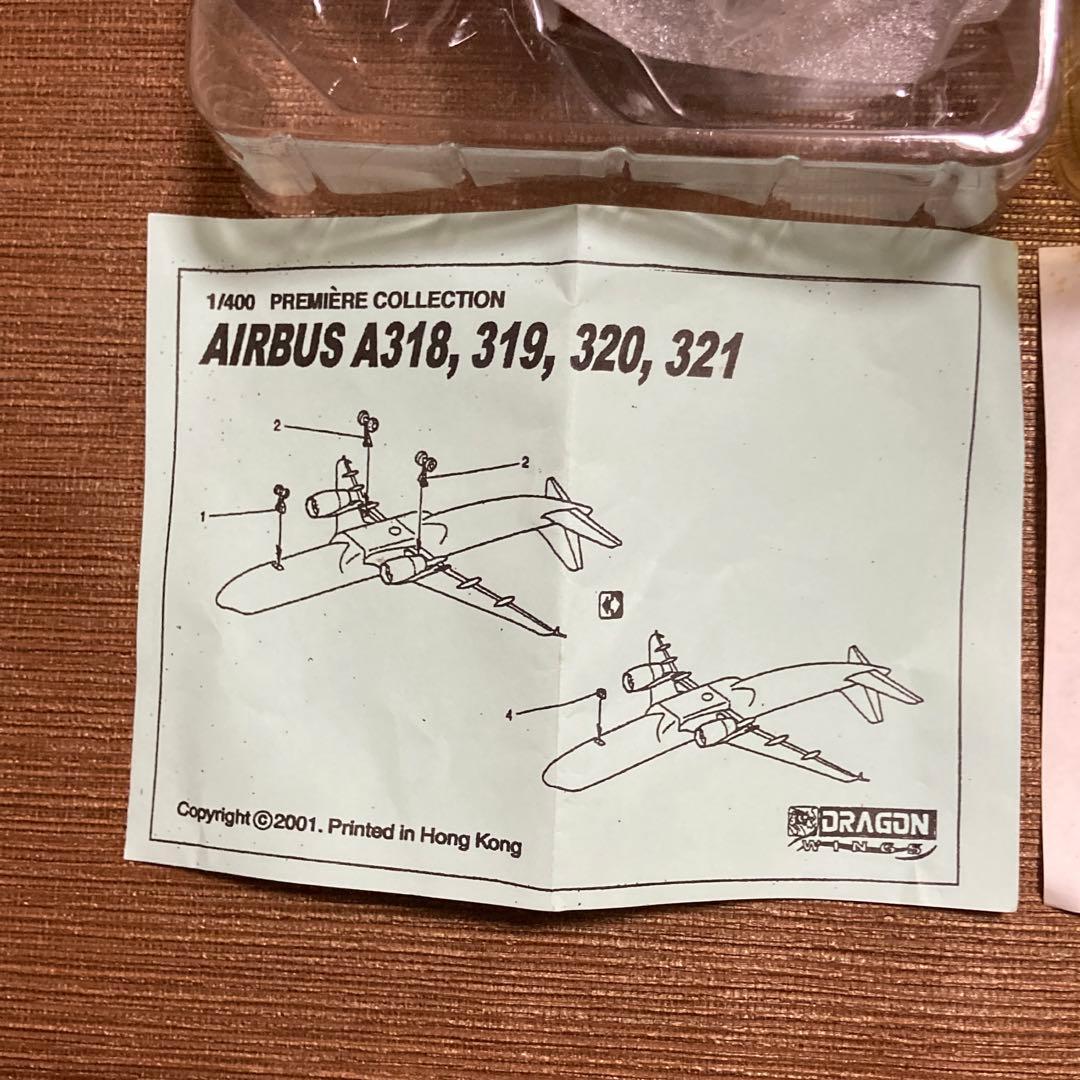 1/400 PREMIÈRE COLLECTION
AIRBUS A318, 319, 320, 321
2
2
1
4
Copyright ©2001. Printed in Hong Kong
DRAGON
WINGS